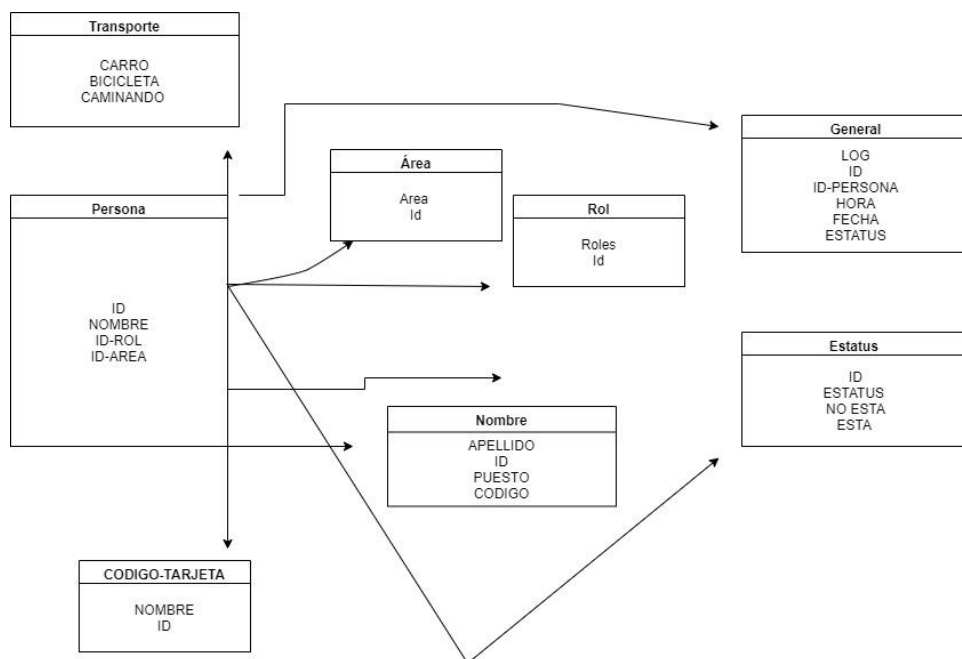 Transporte
CARRO
BICICLETA
CAMINANDO
Persona
ID
NOMBRE
ID-ROL
ID-AREA
Área
Area
Id
Rol
Roles
Id
General
LOG
ID
ID-PERSONA
HORA
FECHA
ESTATUS
Estatus
ID
ESTATUS
NO ESTA
ESTA
Nombre
APELLIDO
ID
PUESTO
CODIGO
CODIGO-TARJETA
NOMBRE
ID